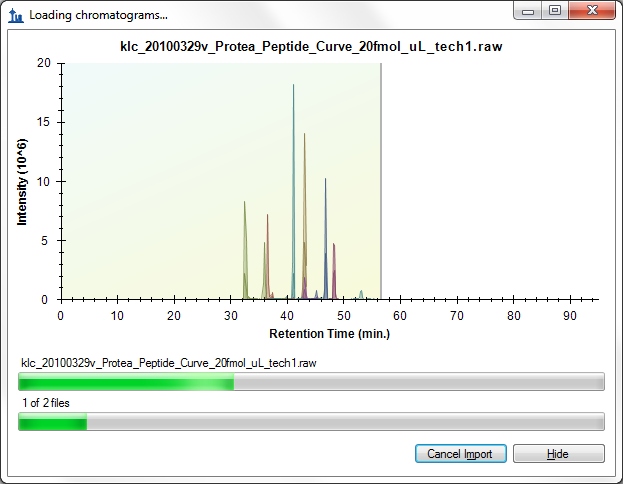 Loading chromatograms...
klc_20100329v_Protea_Peptide_Curve_20fmol_uL_tech1.raw
Intensity (10^6)
20
15
10
5
0
0 10 20 30 40 50 60 70 80 90
Retention Time (min.)
klc_20100329v_Protea_Peptide_Curve_20fmol_uL_tech1.raw
1 of 2 files
Cancel Import Hide